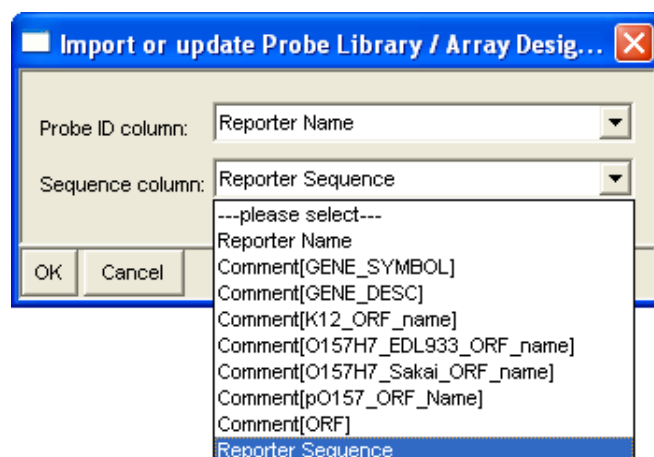 Import or update Probe Library / Array Desig...
Probe ID column: Reporter Name
Sequence column: Reporter Sequence
---please select---
Reporter Name
OK Cancel
Comment[GENE_SYMBOL]
Comment[GENE_DESC]
Comment[K12_ORF_name]
Comment[O157H7_EDL933_ORF_name]
Comment[O157H7_Sakai_ORF_name]
Comment[pO157_ORF_Name]
Comment[ORF]
Reporter Sequence